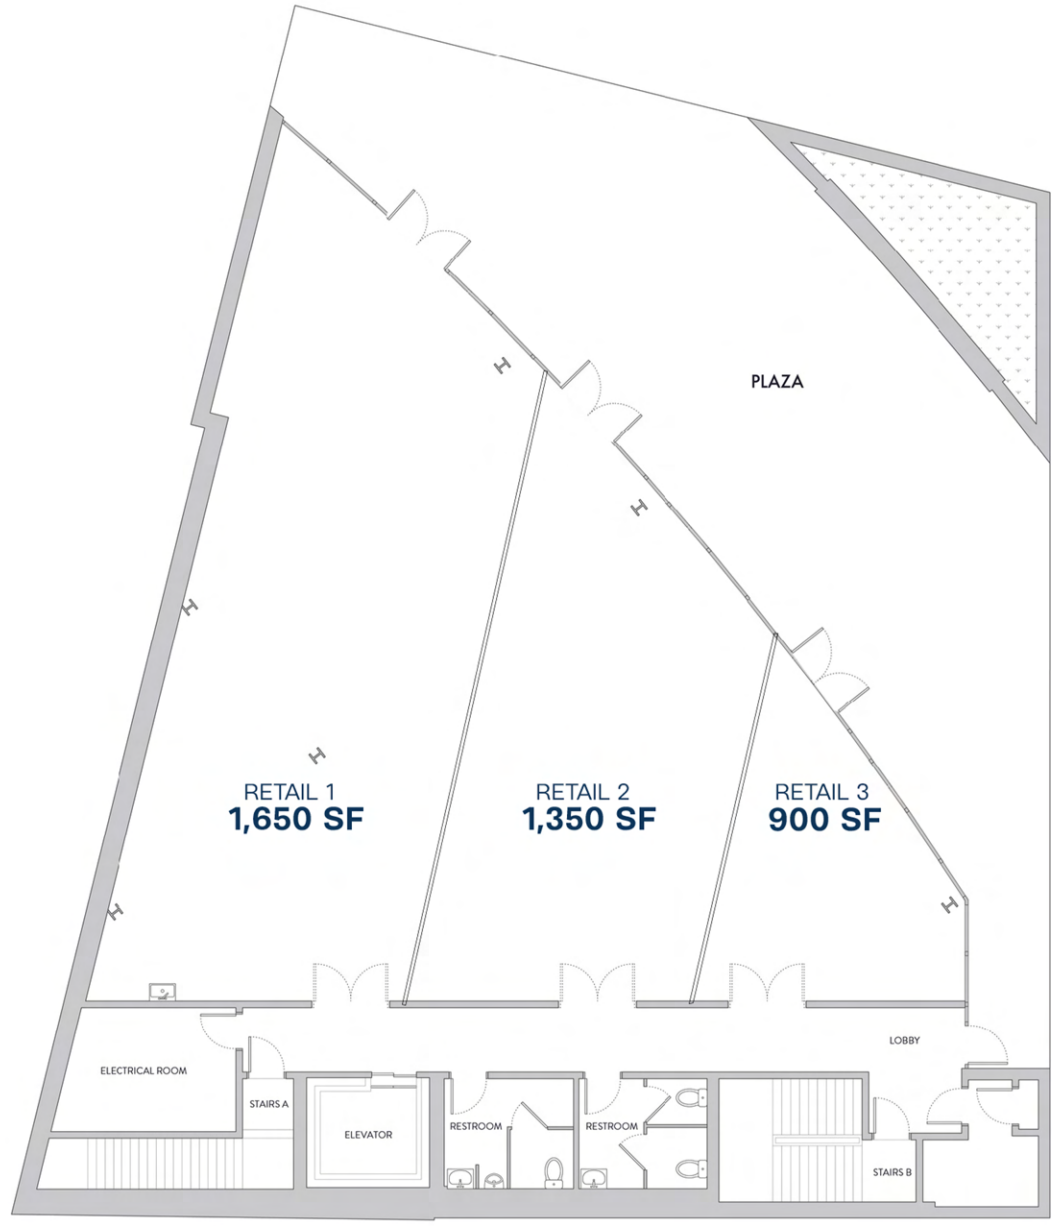 PLAZA
RETAIL 1
1,650 SF
RETAIL 2
1,350 SF
RETAIL 3
900 SF
LOBBY
ELECTRICAL ROOM
STAIRS A
ELEVATOR
RESTROOM
RESTROOM
STAIRS B